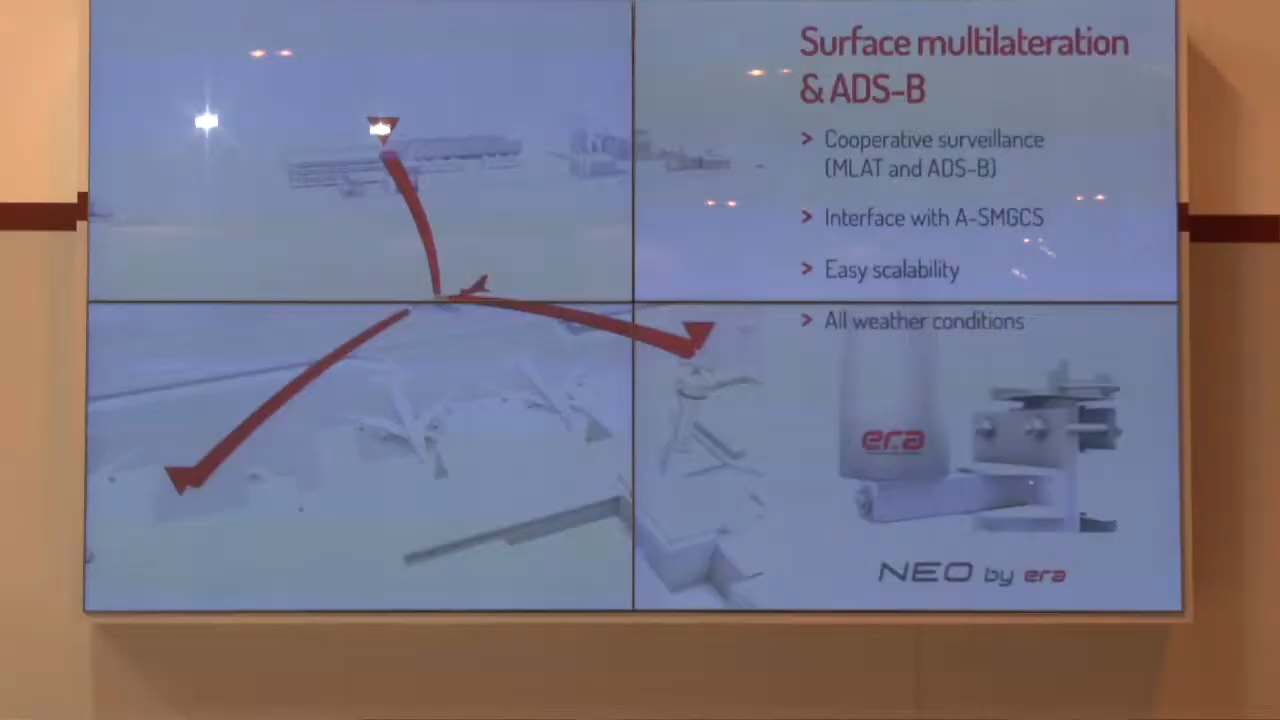 Surface multilateration
& ADS-B
> Cooperative surveillance
(MLAT and ADS-B)
> Interface with A-SMGCS
> Easy scalability
> All weather conditions
era
NEO by era